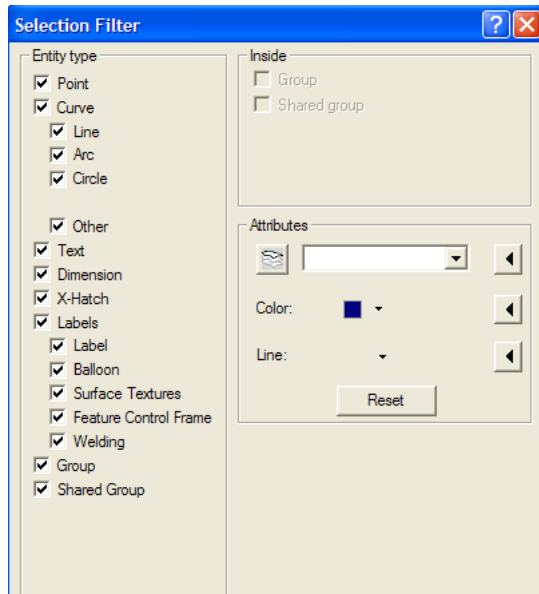 Selection Filter
Entity type
Point
Curve
Line
Arc
Circle
Other
Text
Dimension
X-Hatch
Labels
Label
Balloon
Surface Textures
Feature Control Frame
Welding
Group
Shared Group
Inside
Group
Shared group
Attributes
Color:
Line:
Reset